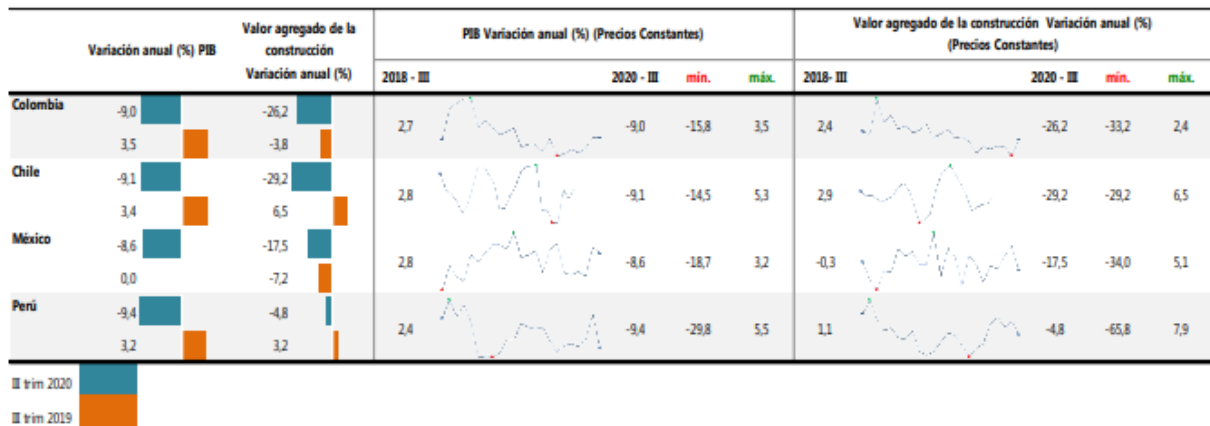 Variación anual (%) PIB
Valor agregado de la construcción Variación anual (%)
PIB Variación anual (%) (Precios Constantes)
Valor agregado de la construcción Variación anual (%) (Precios Constantes)
2018 - III 2020 - III mín. máx. 2018- III 2020 - III mín. máx.
Colombia
-9,0 -26,2
3,5 -3,8
2,7 -9,0 -15,8 3,5 2,4 -26,2 -33,2 2,4
Chile
-9,1 -29,2
3,4 6,5
2,8 -9,1 -14,5 5,3 2,9 -29,2 -29,2 6,5
México
-8,6 -17,5
0,0 -7,2
2,8 -8,6 -18,7 3,2 -0,3 -17,5 -34,0 5,1
Perú
-9,4 -4,8
3,2 3,2
2,4 -9,4 -29,8 5,5 1,1 -4,8 -65,8 7,9
III trim 2020
III trim 2019